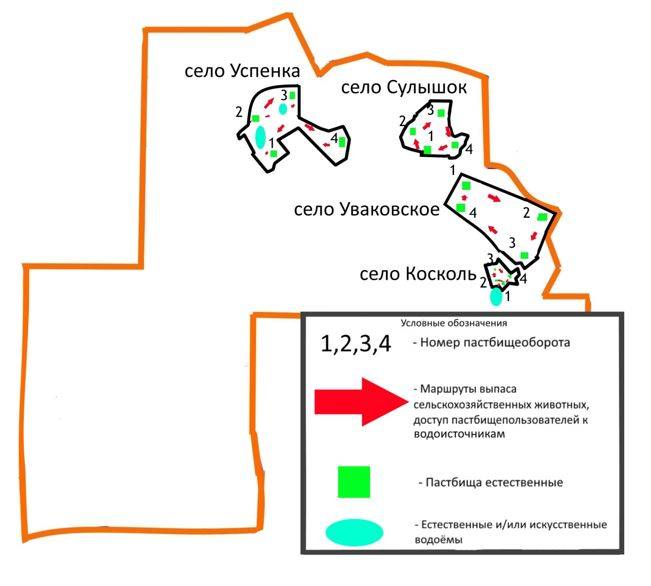 село Успенка
село Сулышок
3
2
1
4
3
2
1
4
1
село Уваковское
4
2
3
село Косколь
3
2
4
1
Условные обозначения
1,2,3,4 - Номер пастбищеоборота
- Маршруты выпаса
сельскохозяйственных животных,
доступ пастбищепользователей к
водоисточникам
- Пастбища естественные
- Естественные и/или искусственные
водоёмы